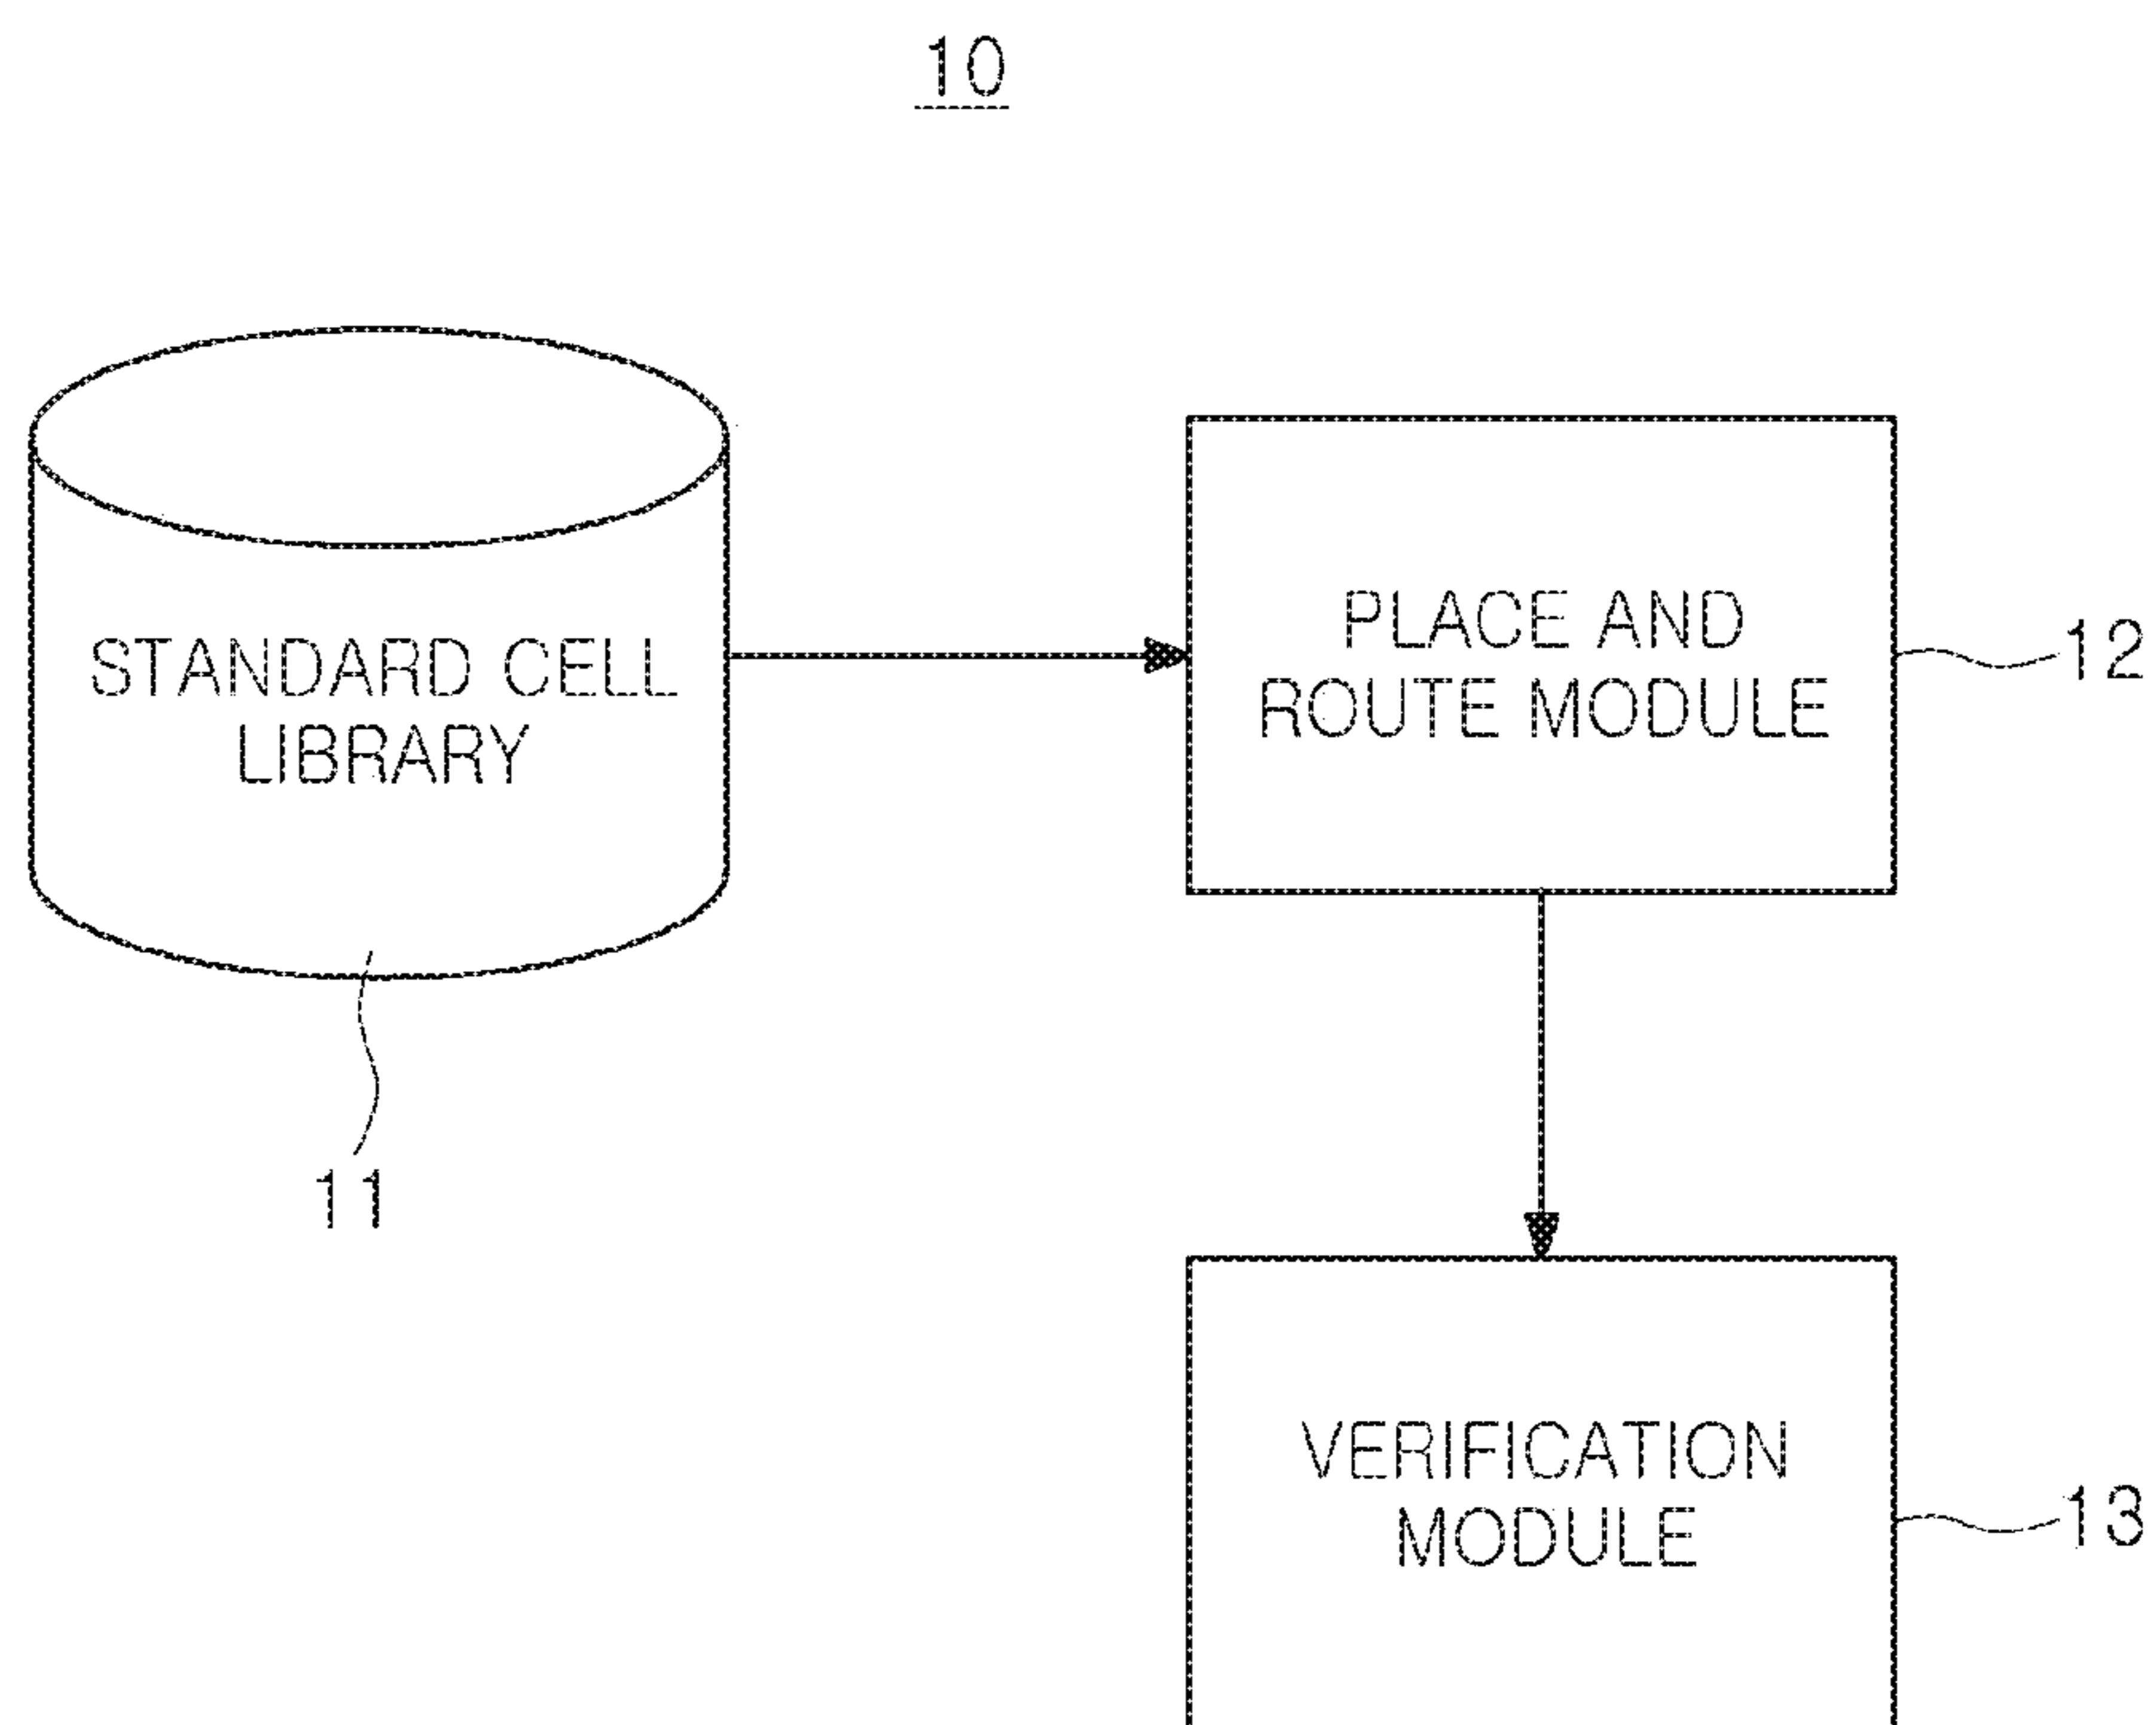 10
STANDARD CELL
LIBRARY
11
PLACE AND
ROUTE MODULE
12
VERIFICATION
MODULE
13